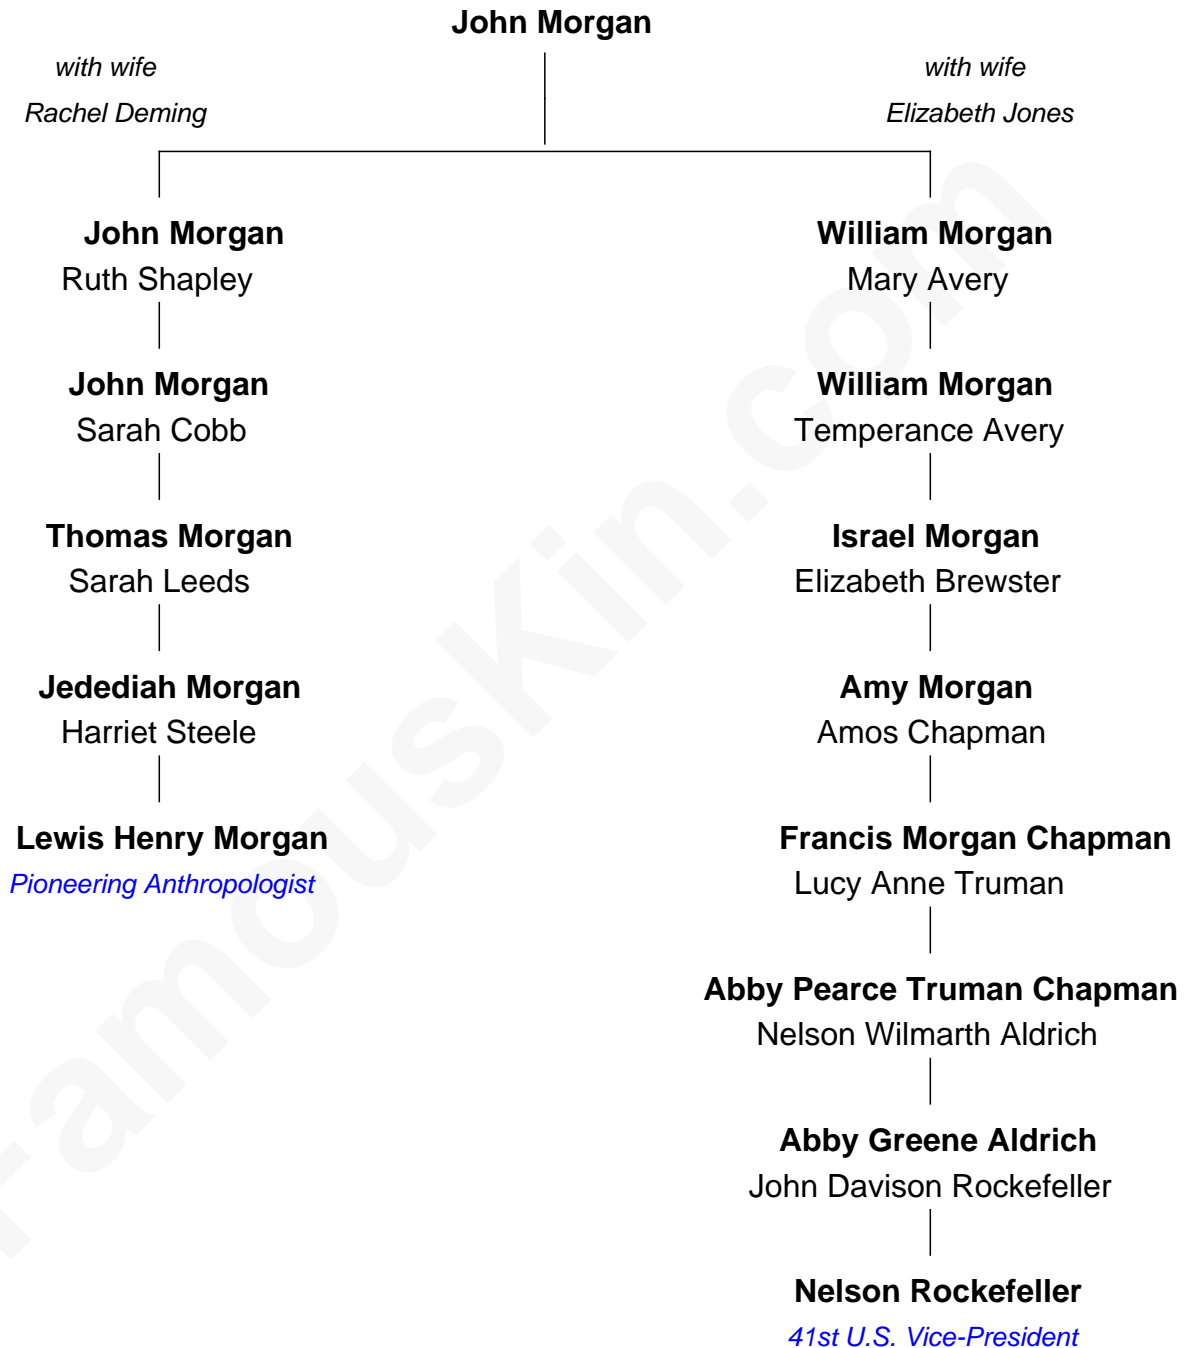 John Morgan
with wife
Rachel Deming
with wife
Elizabeth Jones
John Morgan
Ruth Shapley
William Morgan
Mary Avery
John Morgan
Sarah Cobb
William Morgan
Temperance Avery
Thomas Morgan
Sarah Leeds
Israel Morgan
Elizabeth Brewster
Jedediah Morgan
Harriet Steele
Amy Morgan
Amos Chapman
Lewis Henry Morgan
Pioneering Anthropologist
Francis Morgan Chapman
Lucy Anne Truman
Abby Pearce Truman Chapman
Nelson Wilmarth Aldrich
Abby Greene Aldrich
John Davison Rockefeller
Nelson Rockefeller
41st U.S. Vice-President
FamousKin.com